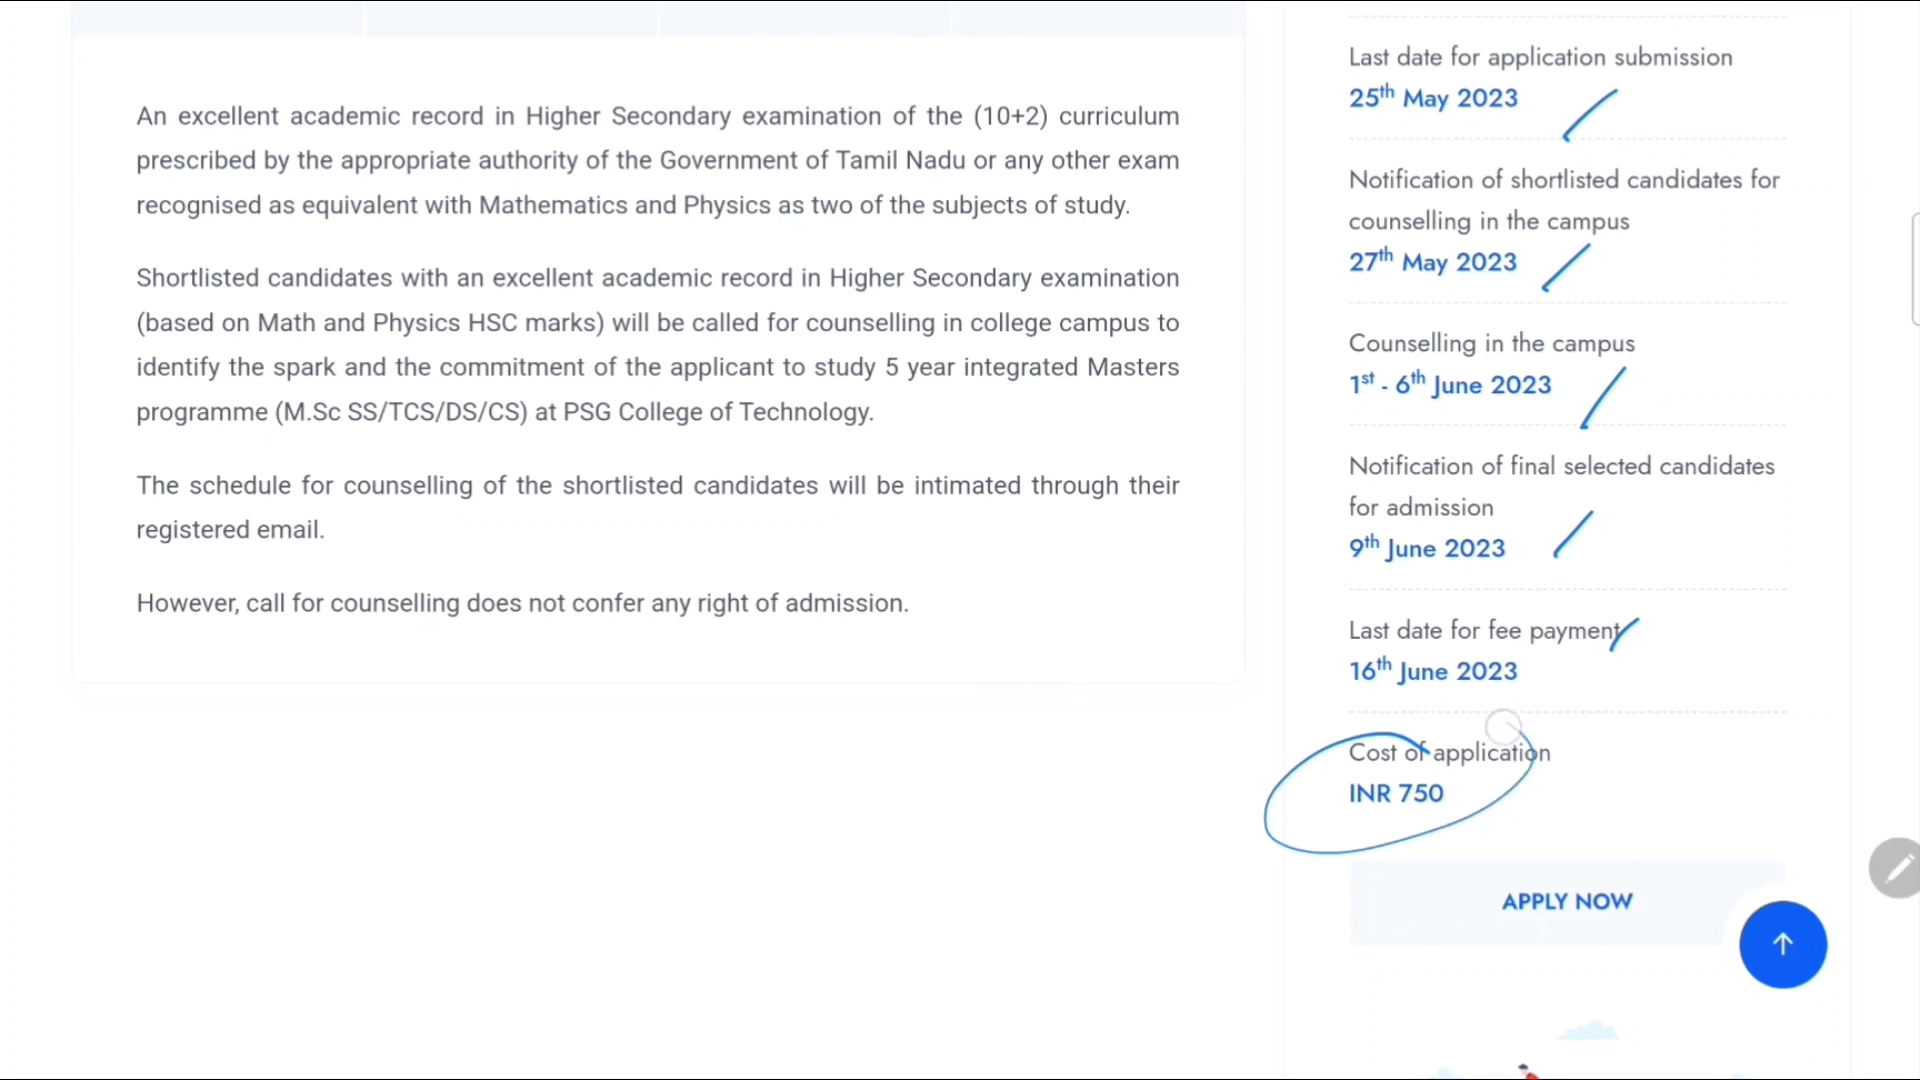 An excellent academic record in Higher Secondary examination of the (10+2) curriculum
prescribed by the appropriate authority of the Government of Tamil Nadu or any other exam
recognised as equivalent with Mathematics and Physics as two of the subjects of study.
Shortlisted candidates with an excellent academic record in Higher Secondary examination
(based on Math and Physics HSC marks) will be called for counselling in college campus to
identify the spark and the commitment of the applicant to study 5 year integrated Masters
programme (M.Sc SS/TCS/DS/CS) at PSG College of Technology.
The schedule for counselling of the shortlisted candidates will be intimated through their
registered email.
However, call for counselling does not confer any right of admission.
Last date for application submission
25th May 2023
Notification of shortlisted candidates for
counselling in the campus
27th May 2023
Counselling in the campus
1st - 6th June 2023
Notification of final selected candidates
for admission
9th June 2023
Last date for fee payment
16th June 2023
Cost of application
INR 750
APPLY NOW